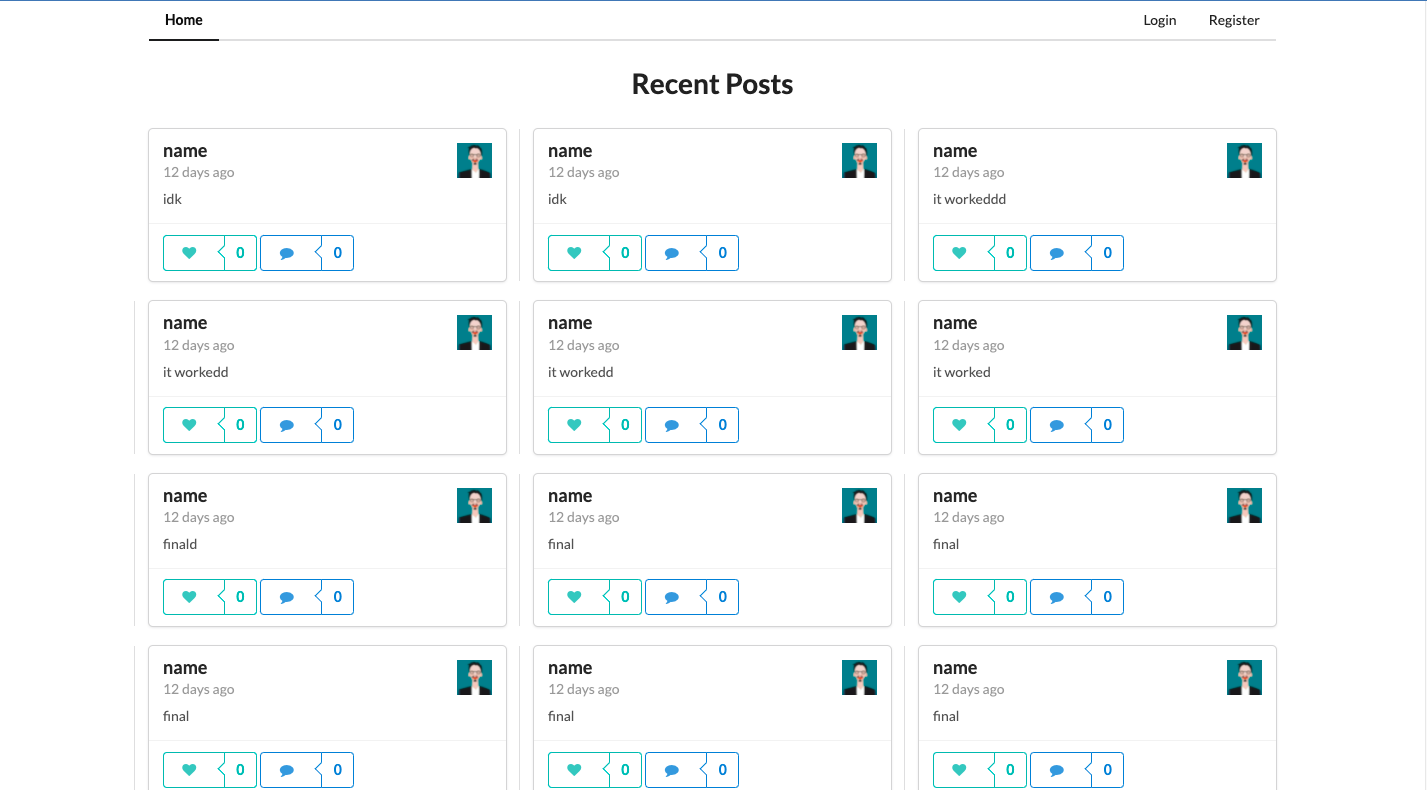 Home Login Register
Recent Posts
name name name
12 days ago 12 days ago 12 days ago
idk idk it workeddd
0 0 0 0 0 0
name name name
12 days ago 12 days ago 12 days ago
it workedd it workedd it worked
0 0 0 0 0 0
name name name
12 days ago 12 days ago 12 days ago
finald final final
0 0 0 0 0 0
name name name
12 days ago 12 days ago 12 days ago
final final final
0 0 0 0 0 0